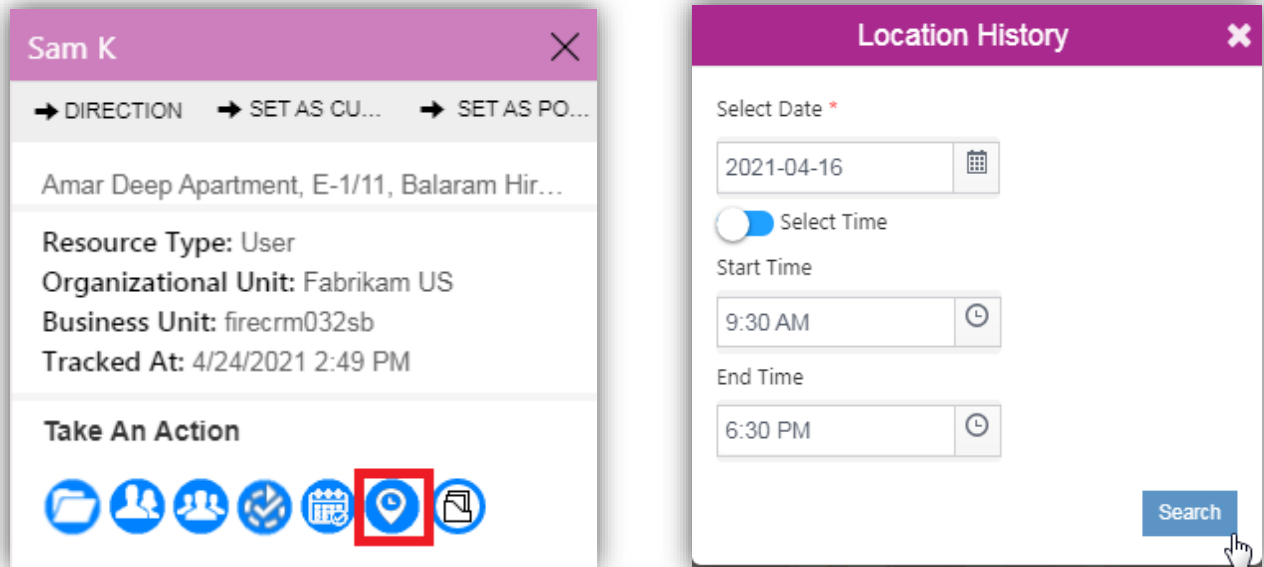 Sam K
DIRECTION SET AS CU... SET AS PO...
Amar Deep Apartment, E-1/11, Balaram Hir...
Resource Type: User
Organizational Unit: Fabrikam US
Business Unit: firecrm032sb
Tracked At: 4/24/2021 2:49 PM
Take An Action
Location History
Select Date *
2021-04-16
Select Time
Start Time
9:30 AM
End Time
6:30 PM
Search